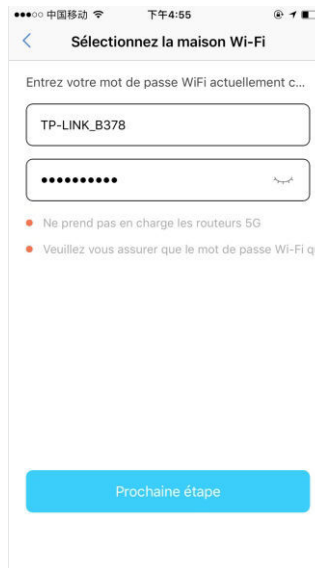 中国移动 下午4:55
Sélectionnez la maison Wi-Fi
Entrez votre mot de passe WiFi actuellement c...
TP-LINK_B378
••••••••••
Ne prend pas en charge les routeurs 5G
Veuillez vous assurer que le mot de passe Wi-Fi q
Prochaine étape